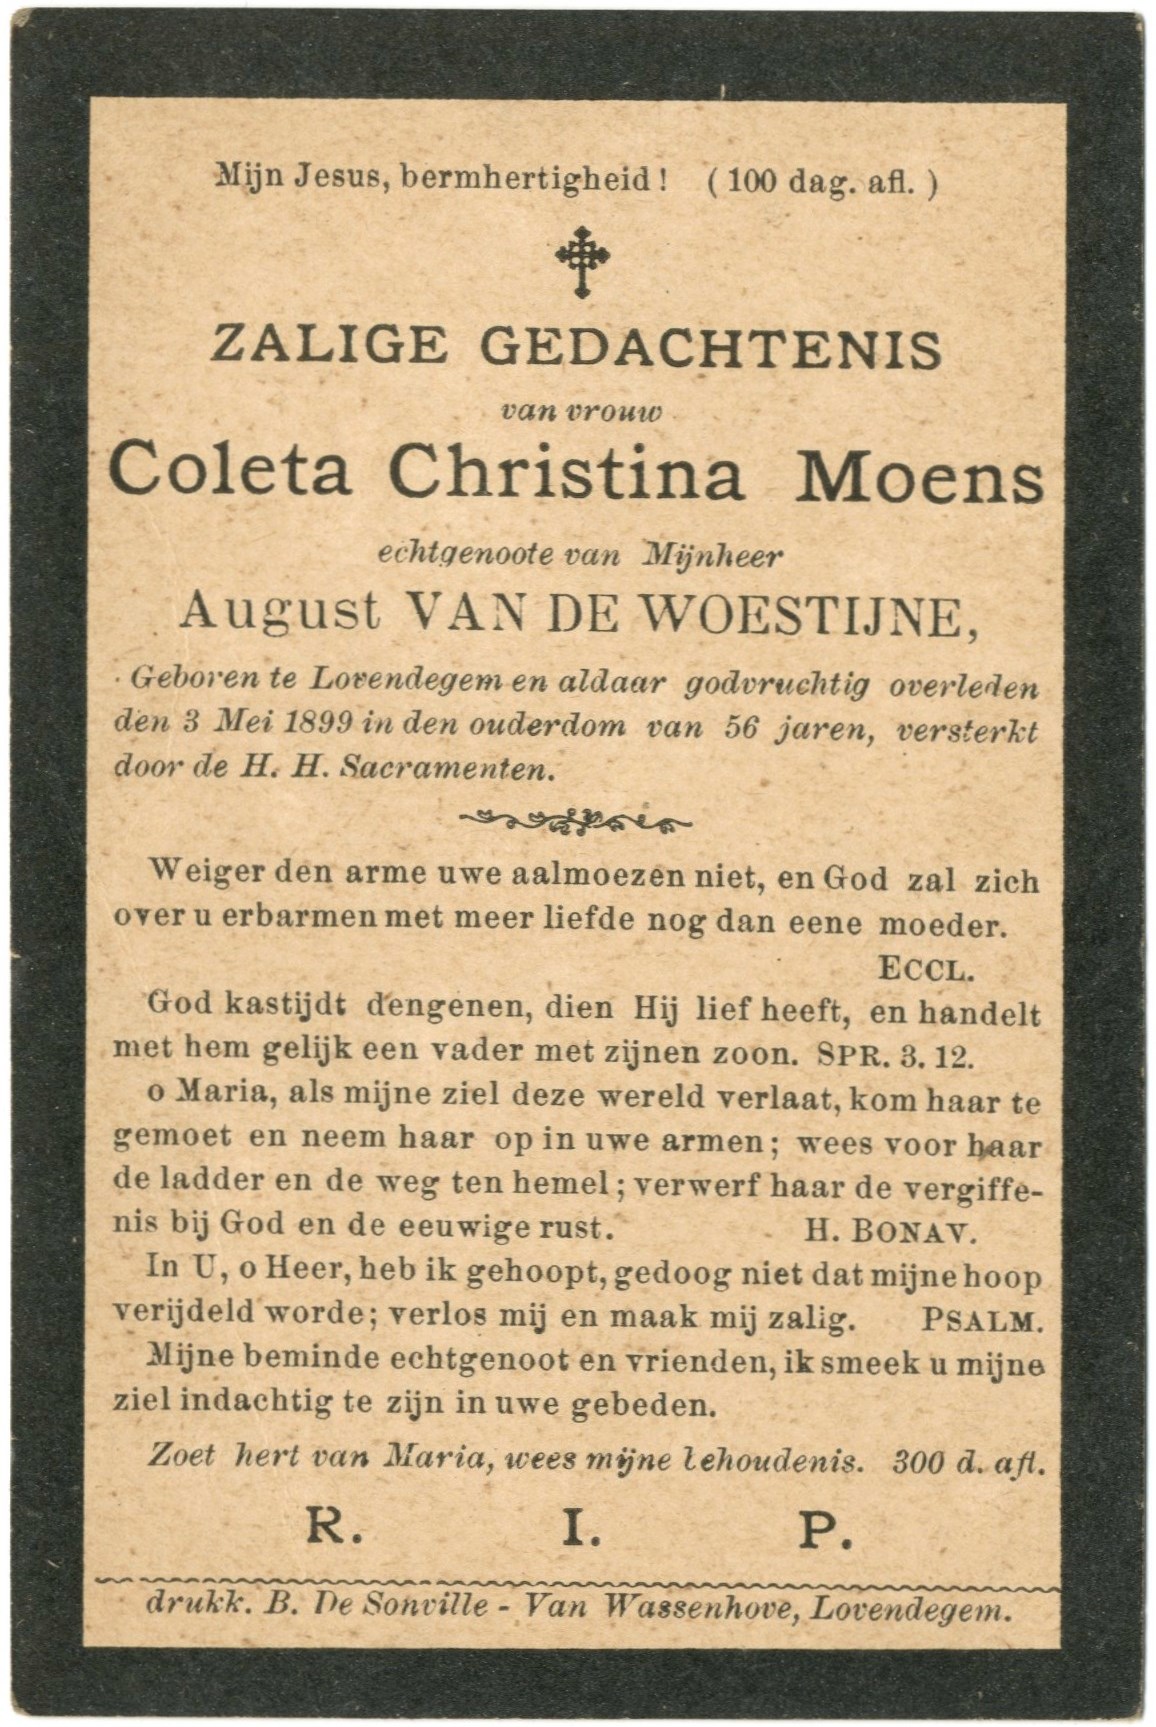 Mijn Jesus, bermhertigheid! (100 dag. afl.)
ZALIGE GEDACHTENIS
van vrouw
Coleta Christina Moens
echtgenoote van Mijnheer
August VAN DE WOESTIJNE,
Geboren te Lovendegem en aldaar godvruchtig overleden
den 3 Mei 1899 in den ouderdom van 56 jaren, versterkt
door de H. H. Sacramenten.
Weiger den arme uwe aalmoezen niet, en God zal zich
over u erbarmen met meer liefde nog dan eene moeder.
ECCL.
God kastijdt dengenen, dien Hij lief heeft, en handelt
met hem gelijk een vader met zijnen zoon. SPR. 3. 12.
o Maria, als mijne ziel deze wereld verlaat, kom haar te
gemoet en neem haar op in uwe armen; wees voor haar
de ladder en de weg ten hemel; verwerf haar de vergiffe-
nis bij God en de eeuwige rust. H. BONAV.
In U, o Heer, heb ik gehoopt, gedoog niet dat mijne hoop
verijdeld worde; verlos mij en maak mij zalig. PSALM.
Mijne beminde echtgenoot en vrienden, ik smeek u mijne
ziel indachtig te zijn in uwe gebeden.
Zoet hert van Maria, wees mijne behoudenis. 300 d. afl.
R. I. P.
drukk. B. De Sonville - Van Wassenhove, Lovendegem.